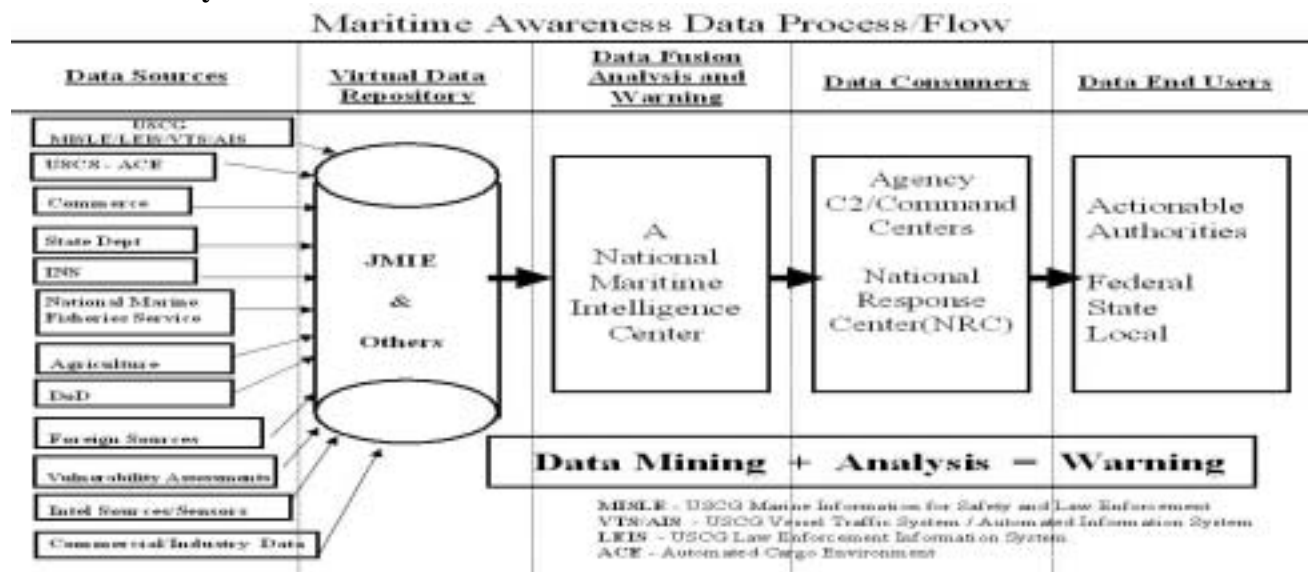 Maritime Awareness Data Process/Flow
Data Sources
Virtual Data
Repository
Data Fusion
Analysis and
Warning
Data Consumers
Data End Users
USCG
MISLE/LEIS/VTS/AIS
USCS - ACE
Commerce
State Dept
INS
National Marine
Fisheries Service
Agriculture
DoD
Foreign Sources
Vulnerability Assessments
Intel Sources/Sensors
Commercial/Industry Data
JMIE
&
Others
A
National
Maritime
Intelligence
Center
Agency
C2/Command
Centers
National
Response
Center(NRC)
Actionable
Authorities
Federal
State
Local
Data Mining + Analysis = Warning
MISLE - USCG Marine Information for Safety and Law Enforcement
VTS/AIS - USCG Vessel Traffic System / Automated Information System
LEIS - USCG Law Enforcement Information System
ACE - Automated Cargo Environment